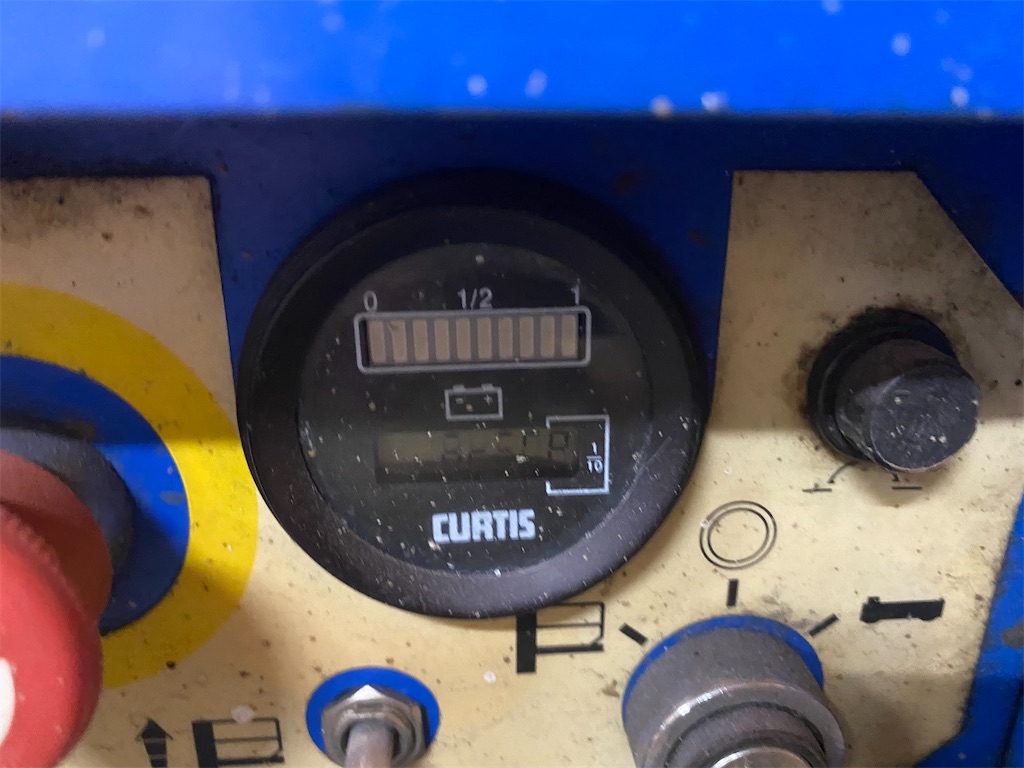 0 1/2 1
- +
1/10
CURTIS